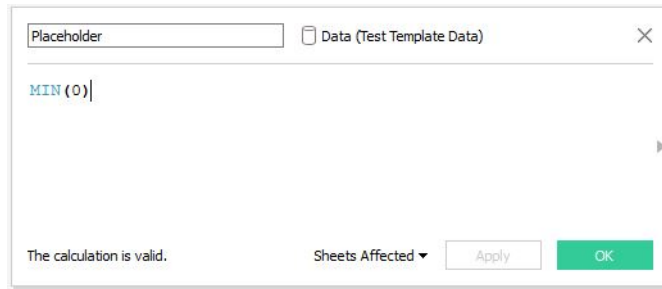 Placeholder
Data (Test Template Data)
MIN(0)
The calculation is valid.
Sheets Affected
Apply
OK